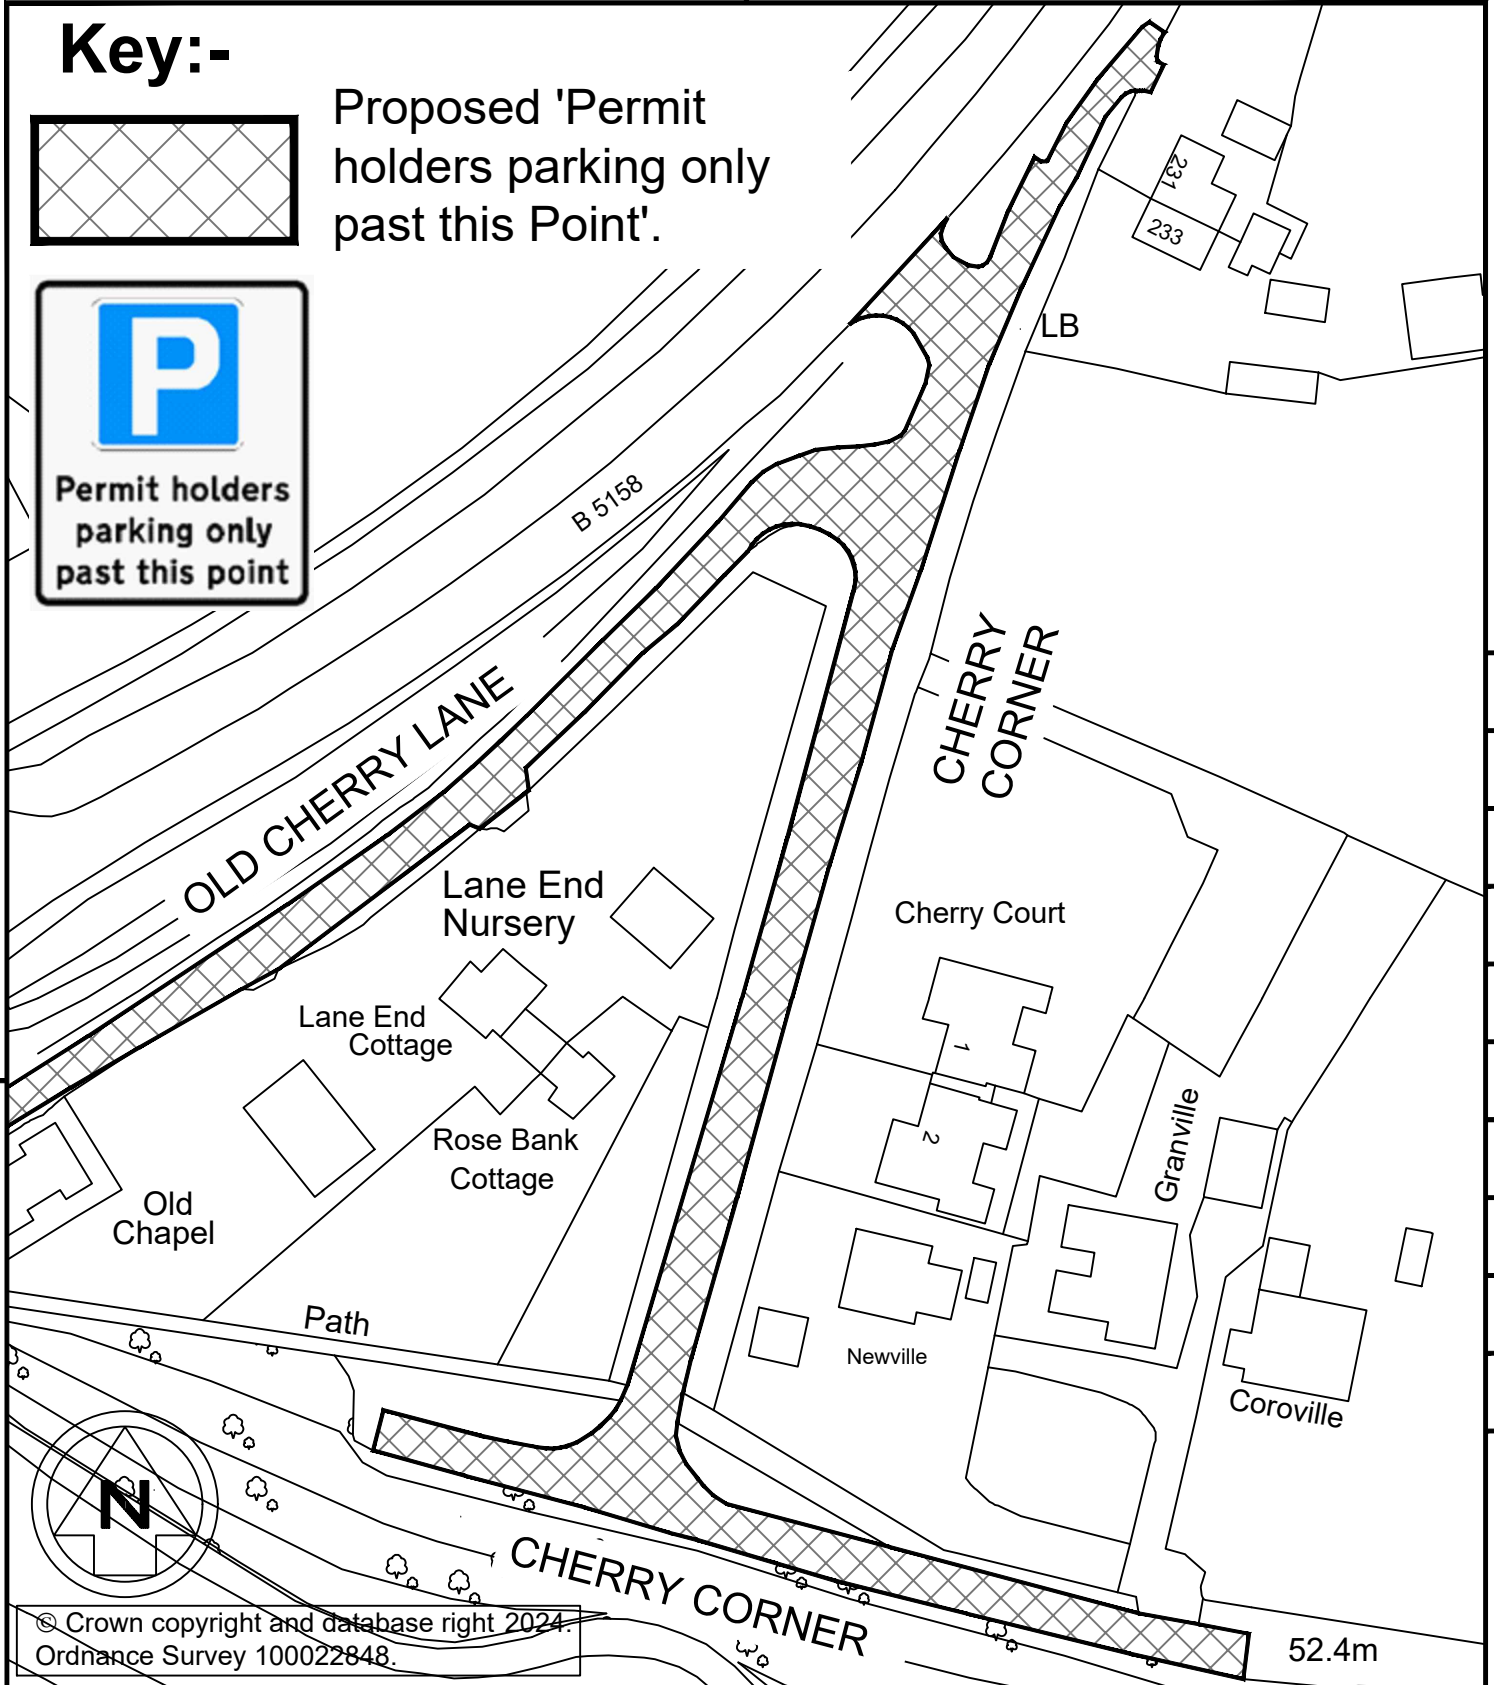 Key:-
Proposed 'Permit
holders parking only
past this Point'.
P
Permit holders
parking only
past this point
231
233
LB
B 5158
OLD CHERRY LANE
CHERRY
CORNER
Lane End
Nursery
Cherry Court
Lane End
Cottage
1
2
Rose Bank
Cottage
Granville
Old
Chapel
Path
Newville
Coroville
N
CHERRY CORNER
52.4m
© Crown copyright and database right 2024.
Ordnance Survey 100022848.